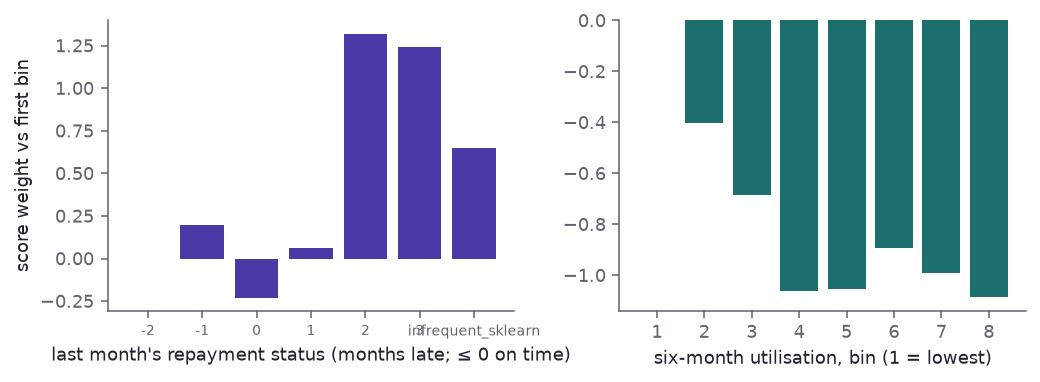 score weight vs first bin
1.25
1.00
0.75
0.50
0.25
0.00
−0.25
-2 -1 0 1 2 3 infrequent_sklearn
last month's repayment status (months late; ≤ 0 on time)
0.0
−0.2
−0.4
−0.6
−0.8
−1.0
1 2 3 4 5 6 7 8
six-month utilisation, bin (1 = lowest)